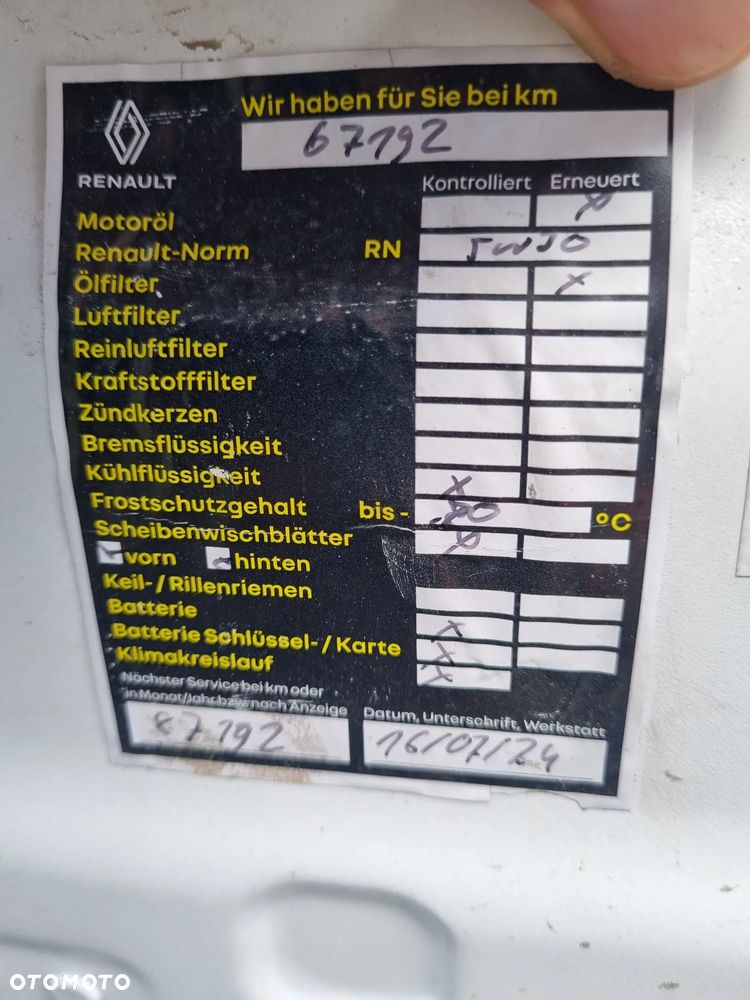 Wir haben für Sie bei km
67192
RENAULT
Kontrolliert Erneuert
Motoröl x
Renault-Norm RN 5W30
Ölfilter x
Luftfilter
Reinluftfilter
Kraftstofffilter
Zündkerzen
Bremsflüssigkeit
Kühlflüssigkeit x
Frostschutzgehalt bis - °C
Scheibenwischblätter x
vorn hinten
Keil-/Rillenriemen
Batterie x
Batterie Schlüssel-/Karte x
Klimakreislauf x
Nächster Service bei km oder
in Monat/Jahr bzw. nach Anzeige
Datum, Unterschrift, Werkstatt
87192
16/07/24
OTOMOTO